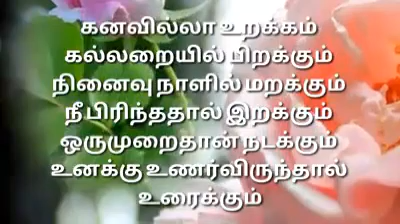 கனவில்லா உறக்கம்
கல்லறையில் பிறக்கும்
நினைவு நாளில் மறக்கும்
நீபிரிந்ததால் இறக்கும்
ஒருமுறைதான் நடக்கும்
உனக்கு உணர்விருந்தால்
உரைக்கும்